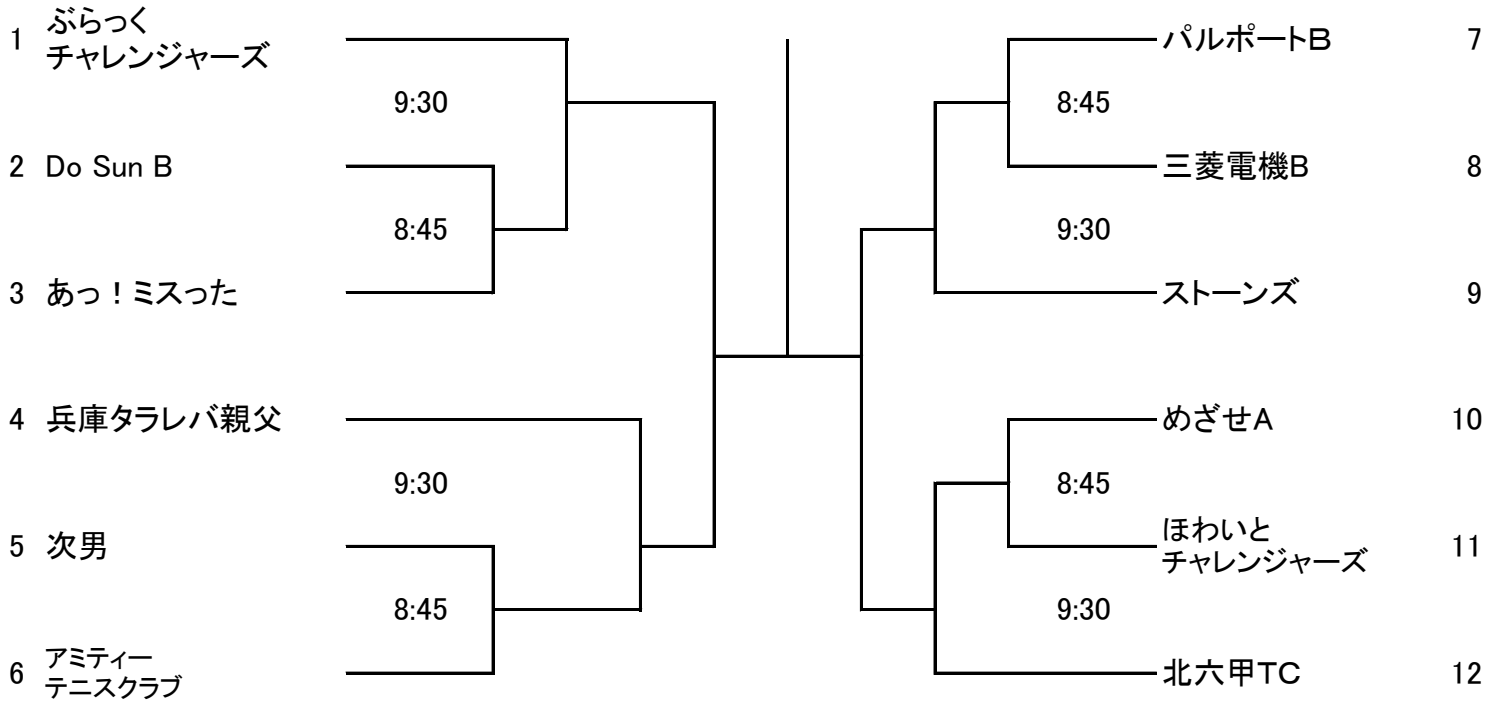 1 ぶらっく
チャレンジャーズ
9:30
2 Do Sun B
8:45
3 あっ！ミスった
4 兵庫タラレバ親父
9:30
5 次男
8:45
6 アミティー
テニスクラブ
パルポートB 7
8:45
三菱電機B 8
9:30
ストーンズ 9
めざせA 10
8:45
ほわいと
チャレンジャーズ 11
9:30
北六甲TC 12